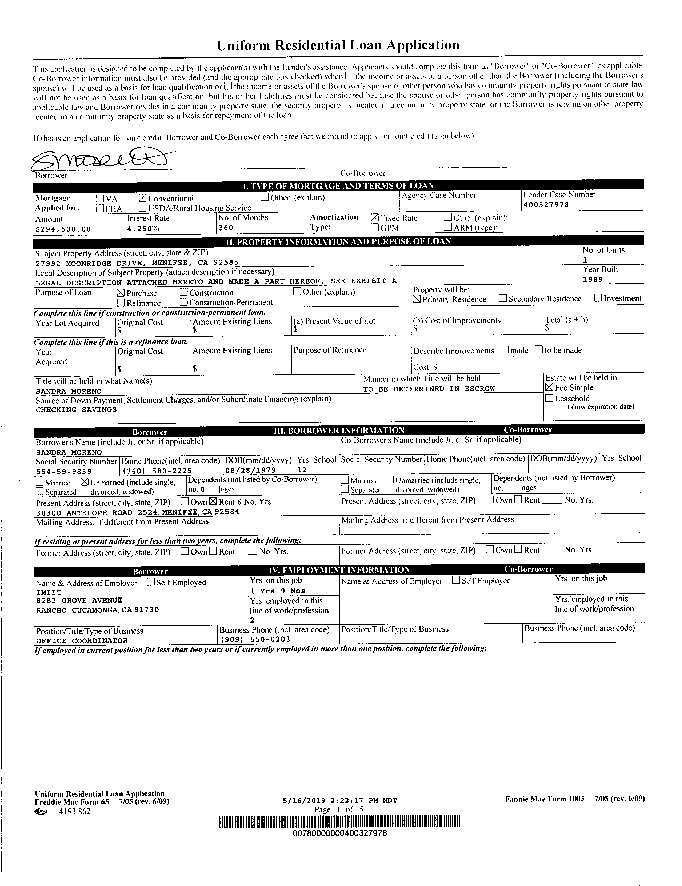 Uniform Residential Loan Application
This application is designed to be completed by the applicant(s) with the Lender's assistance. Applicants should complete this form as "Borrower" or "Co-Borrower" as applicable.
Co-Borrower information must also be provided (and the appropriate box checked) when the income or assets of a person other than the Borrower (including the Borrower's
spouse) will be used as a basis for loan qualification or the income or assets of the Borrower's spouse or other person who has community property rights pursuant to state law
will not be used as a basis for loan qualification, but his or her liabilities must be considered because the spouse or other person has community property rights pursuant to
applicable law and Borrower resides in a community property state, the security property is located in a community property state, or the Borrower is relying on other property
located in a community property state as a basis for repayment of the loan.
If this is an application for joint credit, Borrower and Co-Borrower each agree that we intend to apply for joint credit (sign below)
Borrower Co-Borrower
I. TYPE OF MORTGAGE AND TERMS OF LOAN
Mortgage VA Conventional Other (explain) Agency Case Number Lender Case Number
Applied for: FHA USDA/Rural Housing Service 400327978
Amount Interest Rate No. of Months Amortization Fixed Rate Other (explain)
$294,500.00 4.250% 360 Type: GPM ARM (type)
II. PROPERTY INFORMATION AND PURPOSE OF LOAN
Subject Property Address (street, city, state & ZIP) No. of Units
27992 MOONRIDGE DRIVE, MENIFEE, CA 92585 1
Legal Description of Subject Property (attach description if necessary) Year Built
LEGAL DESCRIPTION ATTACHED HERETO AND MADE A PART HEREOF, SEE EXHIBIT A 1989
Purpose of Loan Purchase Construction Other (explain) Property will be:
Refinance Construction-Permanent Primary Residence Secondary Residence Investment
Complete this line if construction or construction-permanent loan.
Year Lot Acquired Original Cost Amount Existing Liens (a) Present Value of Lot (b) Cost of Improvements Total (a + b)
$ $ $ $ $
Complete this line if this is a refinance loan.
Year Original Cost Amount Existing Liens Purpose of Refinance Describe Improvements made to be made
Acquired $ $ Cost $
Title will be held in what Name(s) Manner in which Title will be held Estate will be held in
SANDRA MORENO TO BE DETERMINED IN ESCROW Fee Simple
Source of Down Payment, Settlement Charges, and/or Subordinate Financing (explain) Leasehold
CHECKING SAVINGS (show expiration date)
Borrower III. BORROWER INFORMATION Co-Borrower
Borrower's Name (include Jr. or Sr. if applicable) Co-Borrower's Name (include Jr. or Sr. if applicable)
SANDRA MORENO
Social Security Number Home Phone (incl. area code) DOB (mm/dd/yyyy) Yrs. School Social Security Number Home Phone (incl. area code) DOB (mm/dd/yyyy) Yrs. School
554-59-9839 (760) 580-2225 08/28/1979 12
Married Unmarried (include single, Dependents (not listed by Co-Borrower) Married Unmarried (include single, Dependents (not listed by Borrower)
Separated divorced, widowed) no. 0 ages Separated divorced, widowed) no. ages
Present Address (street, city, state, ZIP) Own Rent 6 No. Yrs. Present Address (street, city, state, ZIP) Own Rent No. Yrs.
30300 ANTELOPE ROAD 2524, MENIFEE, CA 92584
Mailing Address, if different from Present Address Mailing Address, if different from Present Address
If residing at present address for less than two years, complete the following:
Former Address (street, city, state, ZIP) Own Rent No. Yrs. Former Address (street, city, state, ZIP) Own Rent No. Yrs.
Borrower IV. EMPLOYMENT INFORMATION Co-Borrower
Name & Address of Employer Self Employed Yrs. on this job Name & Address of Employer Self Employed Yrs. on this job
IMIIT 1 Yrs 9 Mos
8283 GROVE AVENUE Yrs. employed in this Yrs. employed in this
RANCHO CUCAMONGA, CA 91730 line of work/profession line of work/profession
2
Position/Title/Type of Business Business Phone (incl. area code) Position/Title/Type of Business Business Phone (incl. area code)
OFFICE COORDINATOR (909) 550-0203
If employed in current position for less than two years or if currently employed in more than one position, complete the following:
Uniform Residential Loan Application
Freddie Mac Form 65 7/05 (rev. 6/09) 5/16/2019 2:22:17 PM MDT Fannie Mae Form 1003 7/05 (rev. 6/09)
4193.862 Page 1 of 5
00780000000400327978